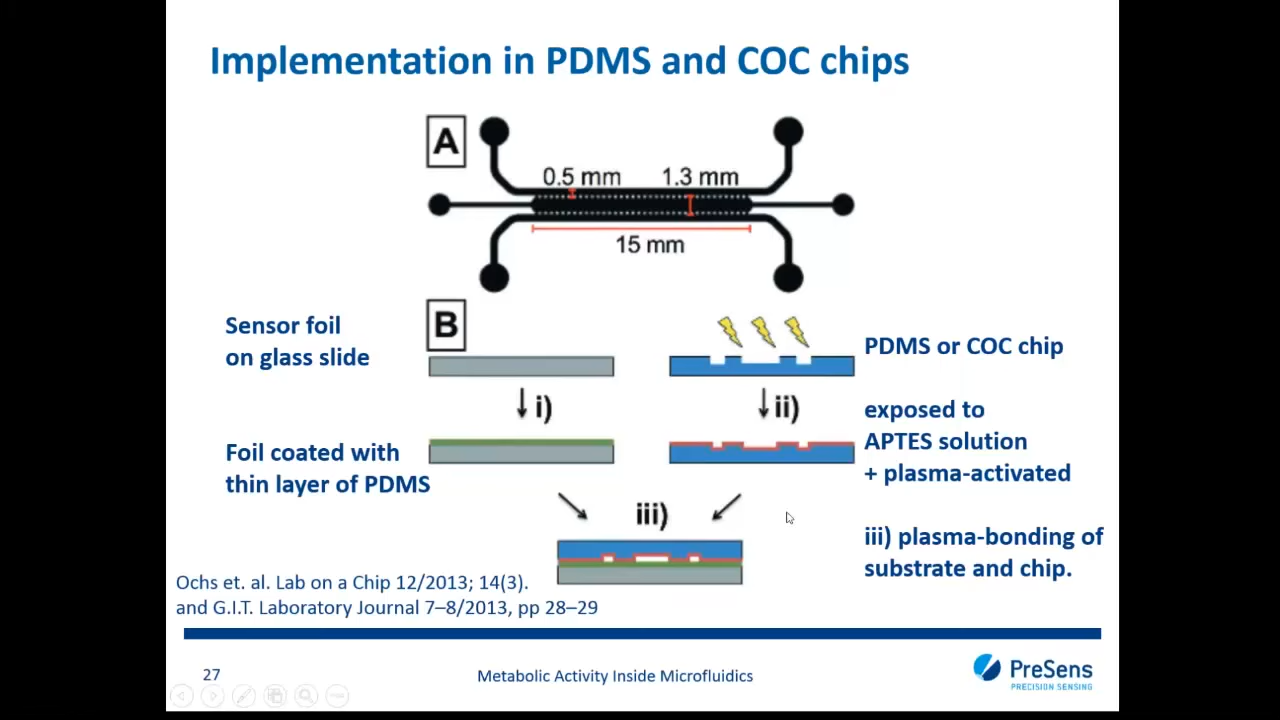 Implementation in PDMS and COC chips
A
0.5 mm
1.3 mm
15 mm
B
Sensor foil
on glass slide
PDMS or COC chip
i)
ii)
exposed to
APTES solution
+ plasma-activated
Foil coated with
thin layer of PDMS
iii)
iii) plasma-bonding of
substrate and chip.
Ochs et. al. Lab on a Chip 12/2013; 14(3).
and G.I.T. Laboratory Journal 7–8/2013, pp 28–29
27
Metabolic Activity Inside Microfluidics
PreSens
PRECISION SENSING